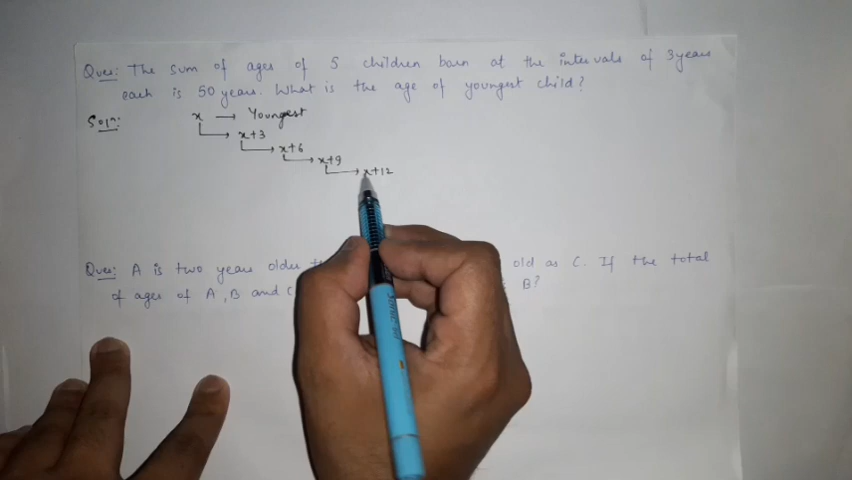 Ques: The sum of ages of 5 children born at the intervals of 3 years
each is 50 years. What is the age of youngest child?
Soln:
x → Youngest
x+3
x+6
x+9
x+12
Ques: A is two years older old as C. If the total
of ages of A, B and C B?